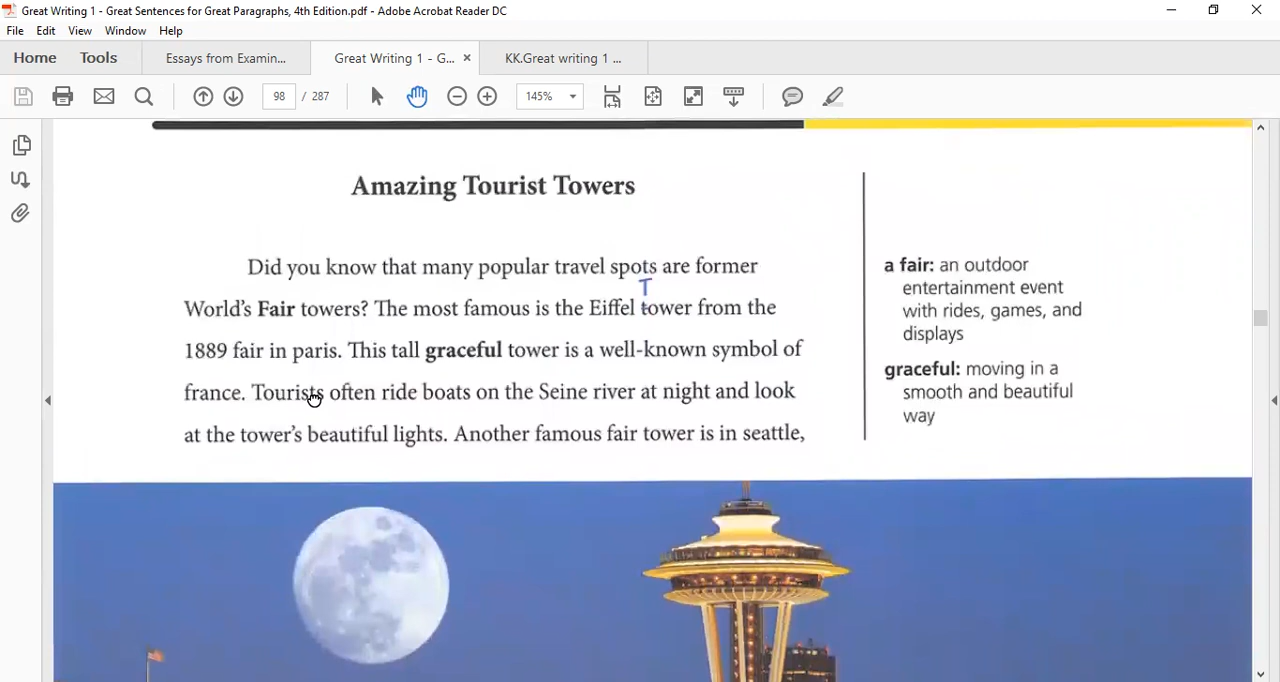 Great Writing 1 - Great Sentences for Great Paragraphs, 4th Edition.pdf - Adobe Acrobat Reader DC
File Edit View Window Help
Home Tools Essays from Examin... Great Writing 1 - G... × KK.Great writing 1 ...
98 / 287 145%
Amazing Tourist Towers
Did you know that many popular travel spots are former
T
World's Fair towers? The most famous is the Eiffel tower from the
1889 fair in paris. This tall graceful tower is a well-known symbol of
france. Tourists often ride boats on the Seine river at night and look
at the tower's beautiful lights. Another famous fair tower is in seattle,
a fair: an outdoor
entertainment event
with rides, games, and
displays
graceful: moving in a
smooth and beautiful
way